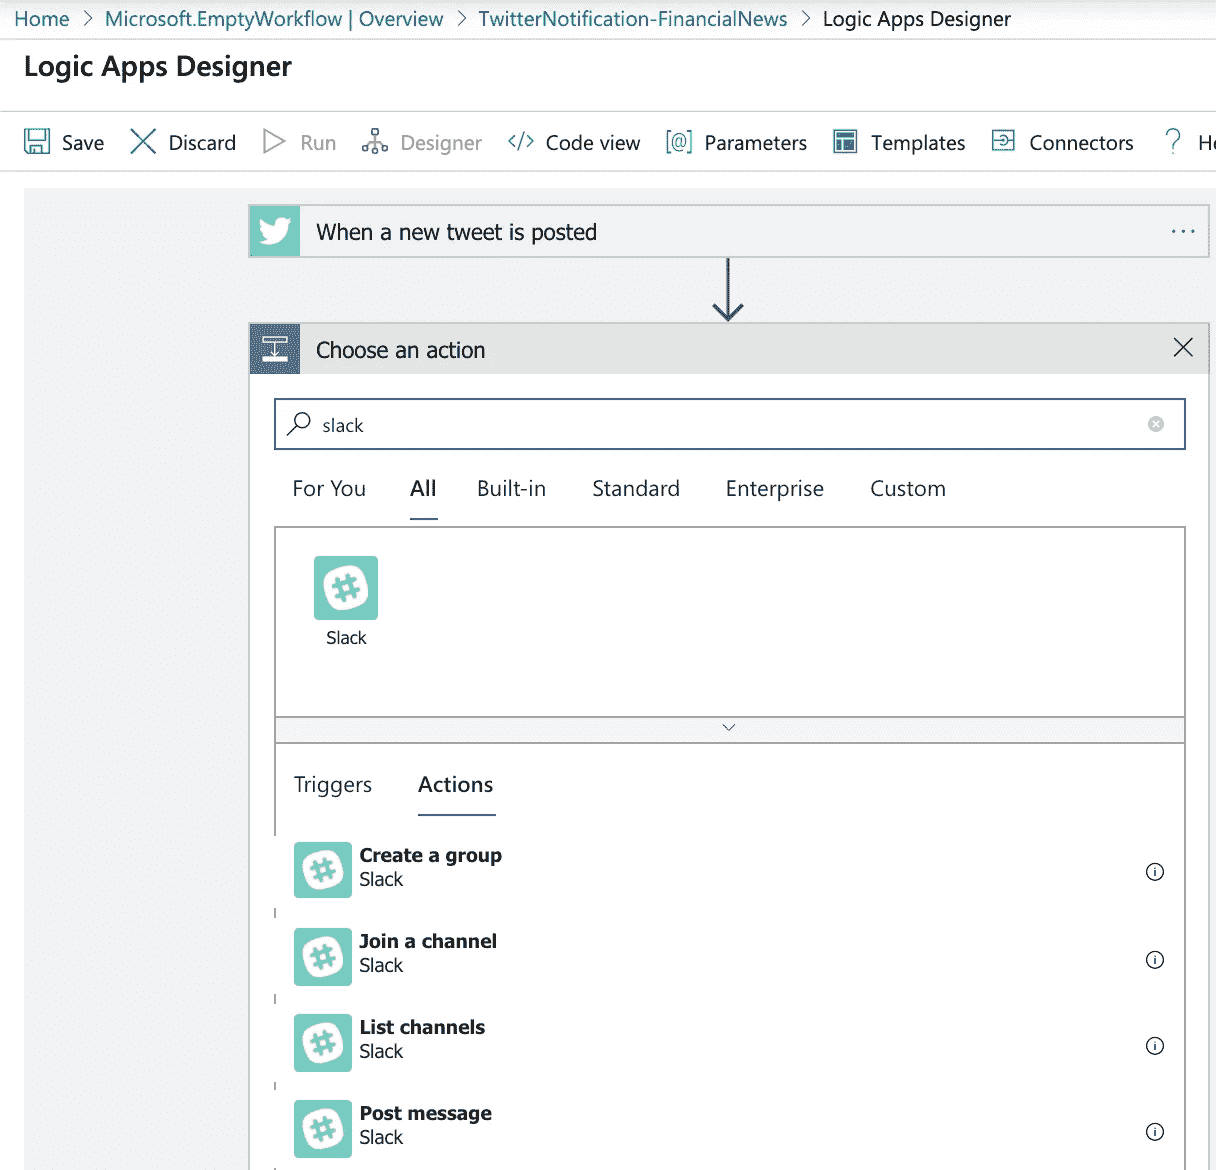 Home > Microsoft.EmptyWorkflow | Overview > TwitterNotification-FinancialNews > Logic Apps Designer
Logic Apps Designer
Save Discard Run Designer </> Code view [@] Parameters Templates Connectors ?
When a new tweet is posted ...
Choose an action
slack
For You All Built-in Standard Enterprise Custom
Slack
Triggers Actions
Create a group
Slack
Join a channel
Slack
List channels
Slack
Post message
Slack